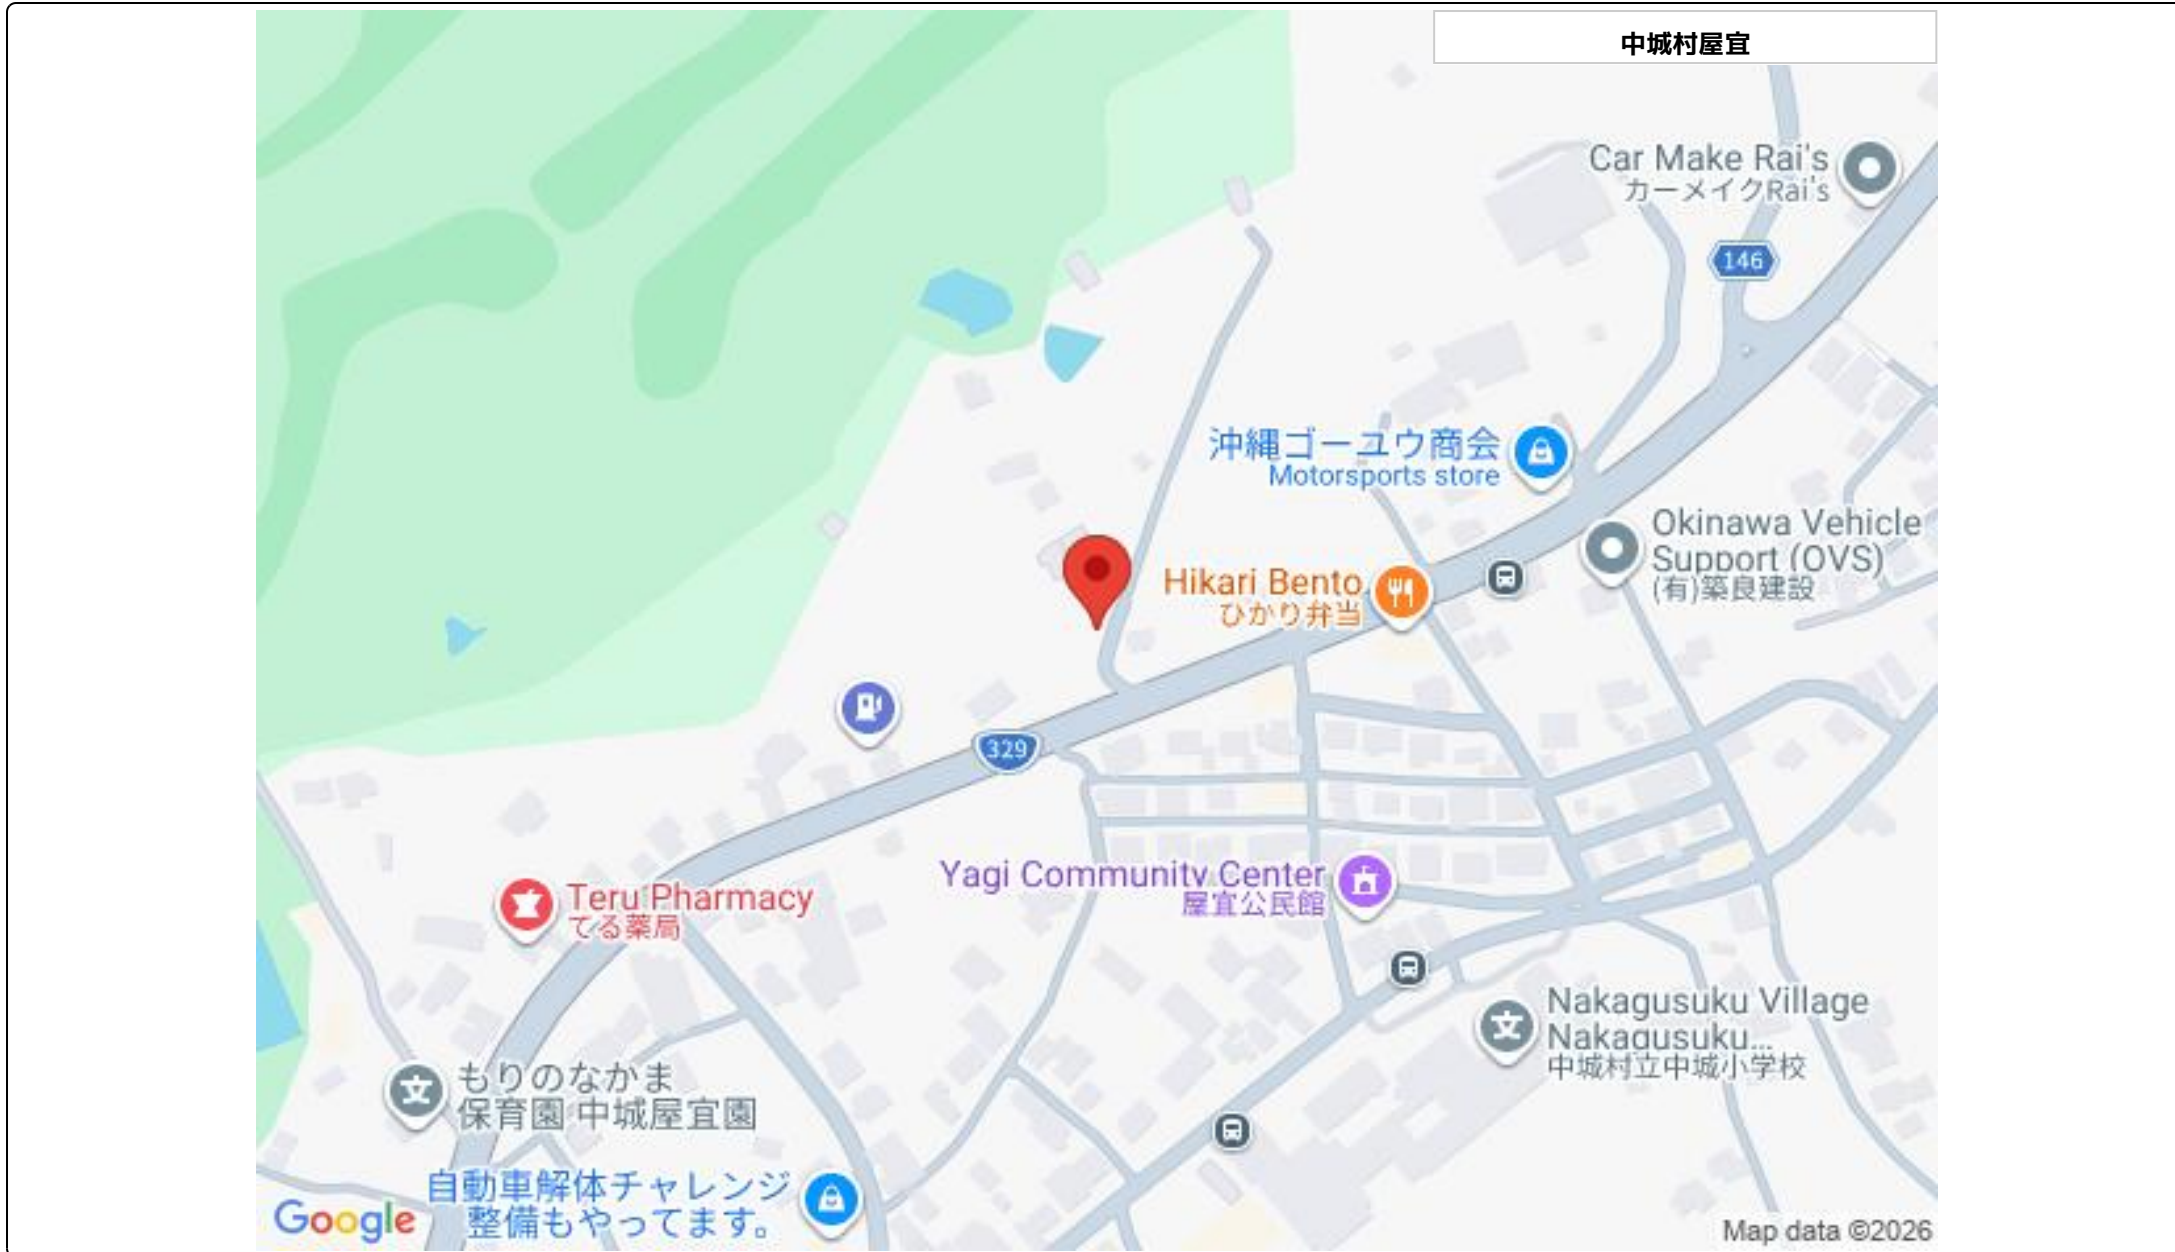 中城村屋宜
Car Make Rai's
カーメイクRai's
146
沖縄ゴーユウ商会
Motorsports store
Okinawa Vehicle
Support (OVS)
(有)築良建設
Hikari Bento
ひかり弁当
329
Yagi Community Center
屋宜公民館
Teru Pharmacy
てる薬局
Nakagusuku Village
Nakagusuku...
中城村立中城小学校
もりのなかま
保育園 中城屋宜園
自動車解体チャレンジ
整備もやってます。
Google
Map data ©2026